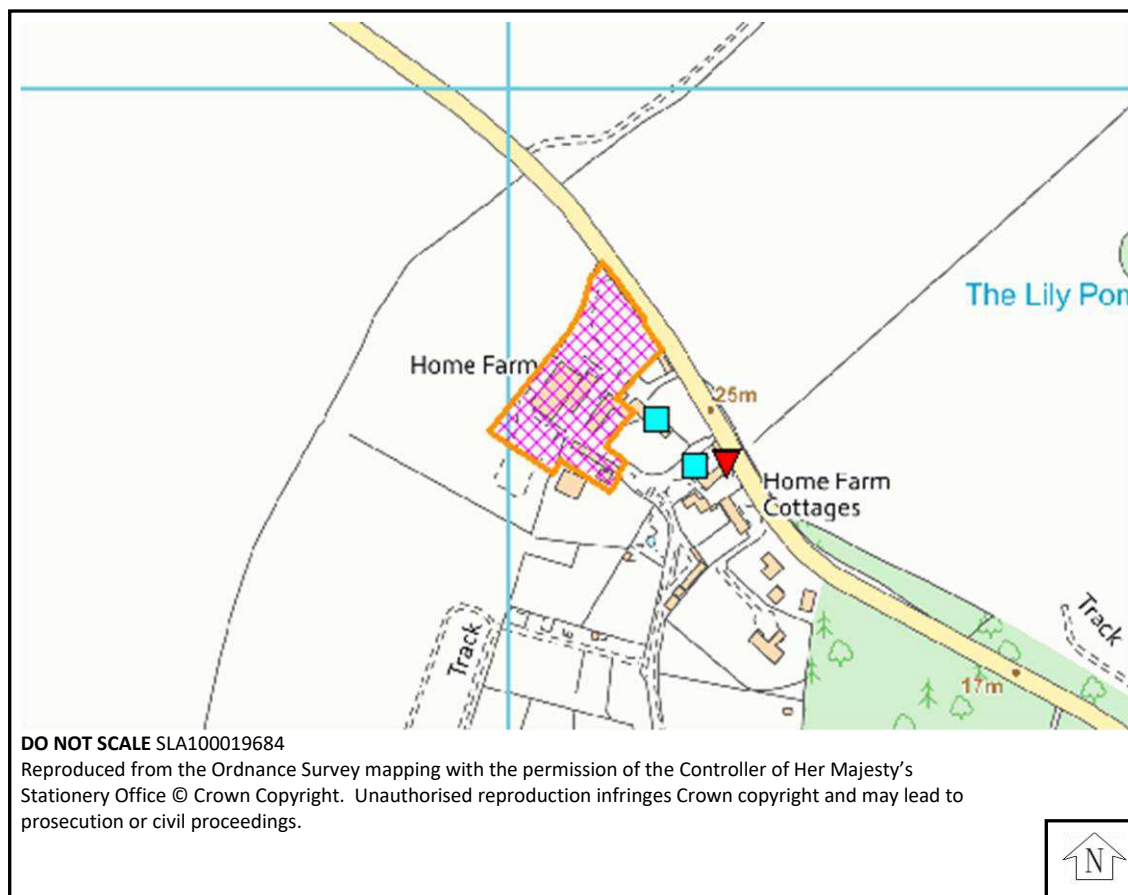 The Lily Pon
Home Farm
25m
Home Farm
Cottages
Track
Track
17m
DO NOT SCALE SLA100019684
Reproduced from the Ordnance Survey mapping with the permission of the Controller of Her Majesty’s
Stationery Office © Crown Copyright.  Unauthorised reproduction infringes Crown copyright and may lead to
prosecution or civil proceedings.
N